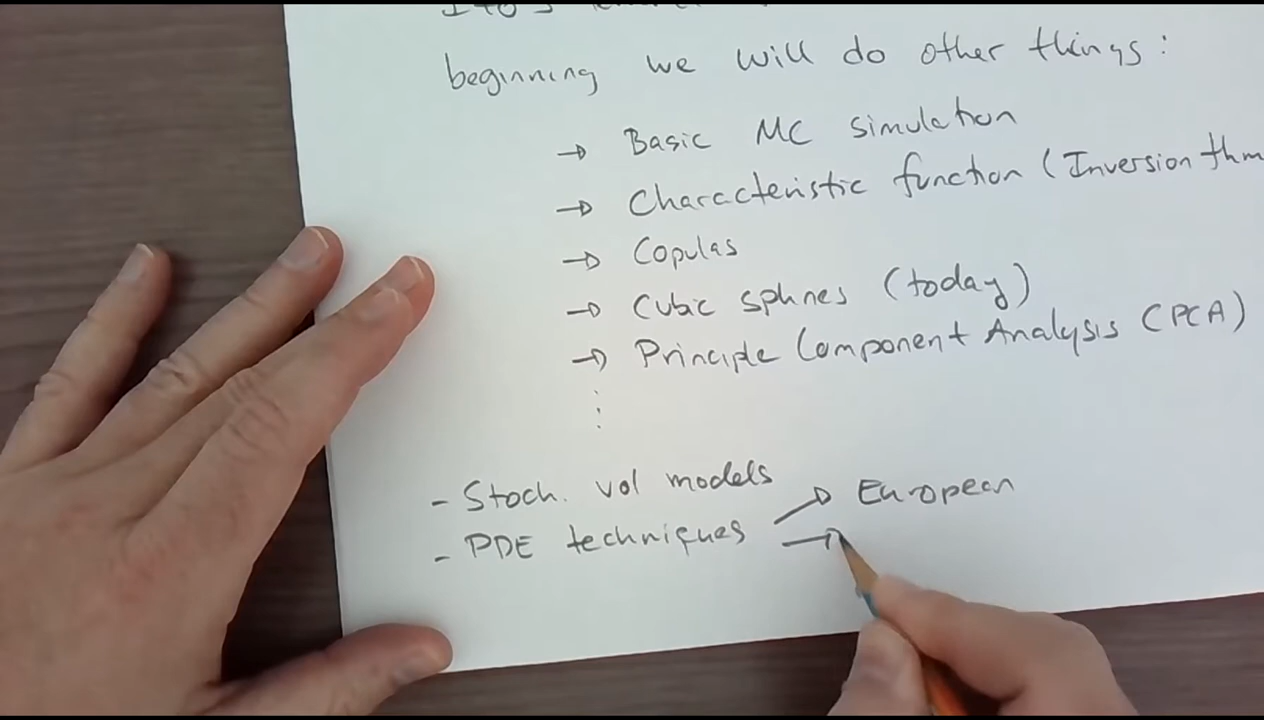 beginning we will do other things:
→ Basic MC simulation
→ Characteristic function (Inversion thm
→ Copulas
→ Cubic splines (today)
→ Principle Component Analysis (PCA)
⋮
- Stoch. vol models
- PDE techniques → European
→